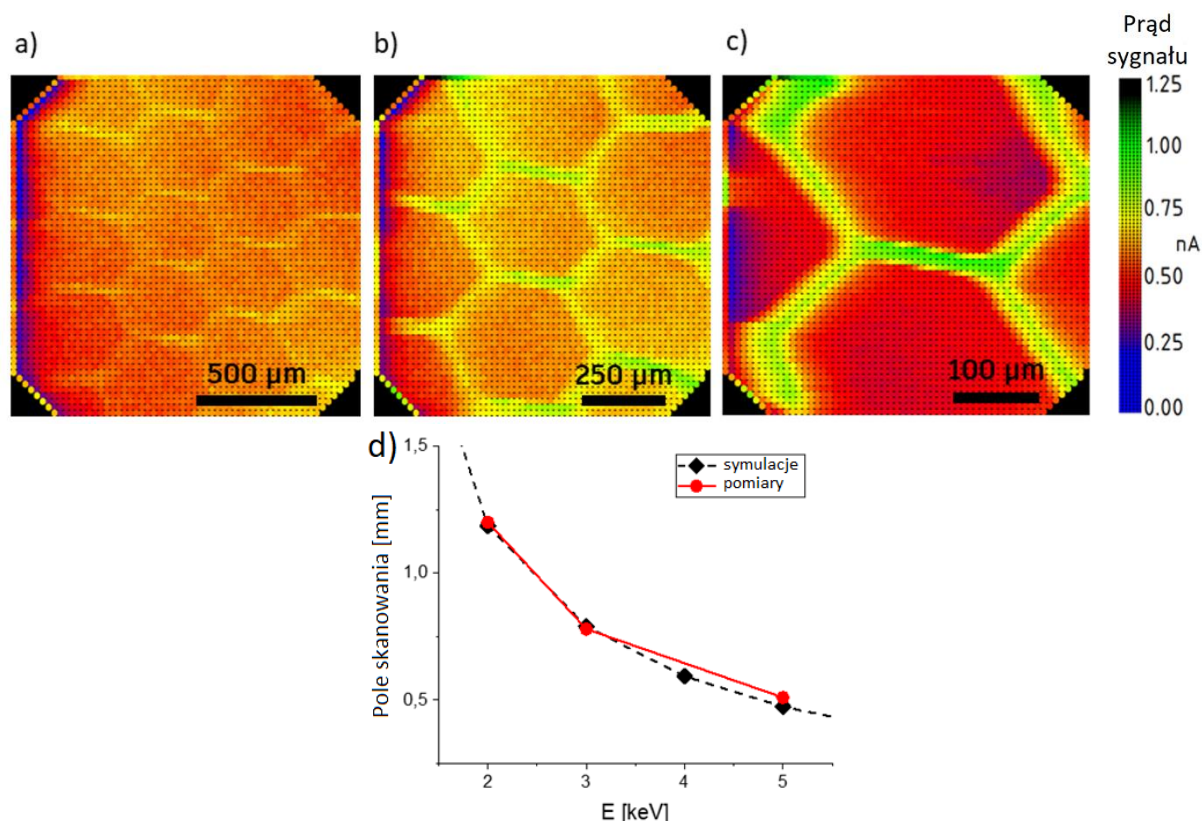 a)
b)
c)
Prąd
sygnału
1.25
1.00
0.75
nA
0.50
0.25
0.00
500 µm
250 µm
100 µm
d)
symulacje
pomiary
Pole skanowania [mm]
1,5
1,0
0,5
2
3
4
5
E [keV]